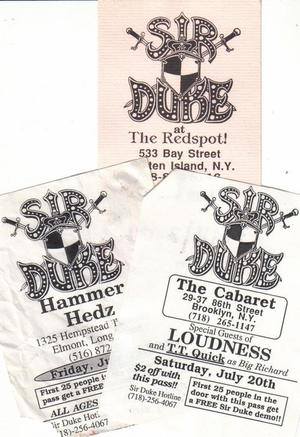 SIR
DUKE
at
The Redspot!
533 Bay Street
Island, N.Y.
SIR
DUKE
Hammer
Hedz
1325 Hempstead
Elmont, Long
(516) 872
Friday,
First 25 people in
pass get a FREE
ALL AGES
Sir Duke
(718)-256-4067
SIR
DUKE
The Cabaret
29-37 86th Street
Brooklyn, N.Y
(718) 265-1147
Special Guests of
LOUDNESS
and T.T. Quick as Big Richard
Saturday, July 20th
$2 off with
this pass!!
Sir Duke Hotline
(718)-256-4067
First 25 people in
the door with this pass
get a FREE
Sir Duke demo!!